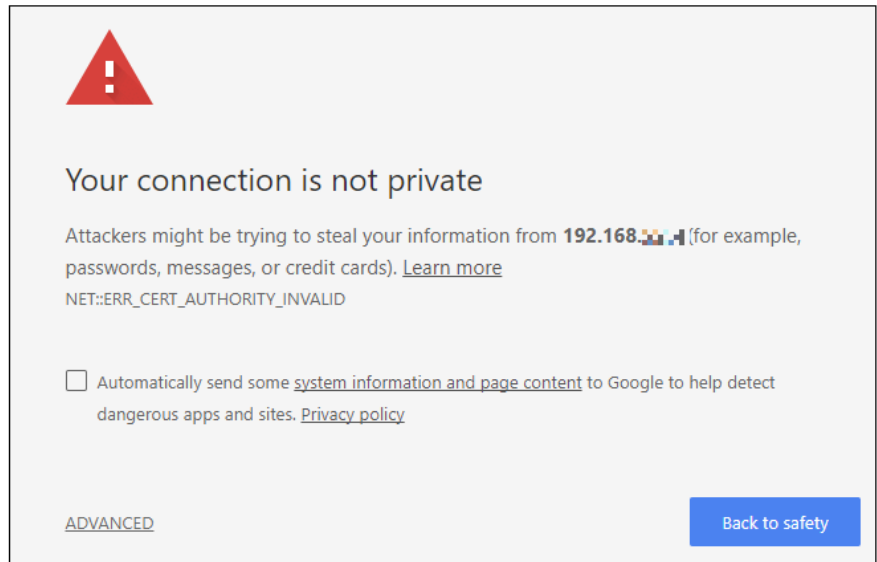 Your connection is not private
Attackers might be trying to steal your information from 192.168. (for example,
passwords, messages, or credit cards). Learn more
NET::ERR_CERT_AUTHORITY_INVALID
Automatically send some system information and page content to Google to help detect
dangerous apps and sites. Privacy policy
ADVANCED
Back to safety